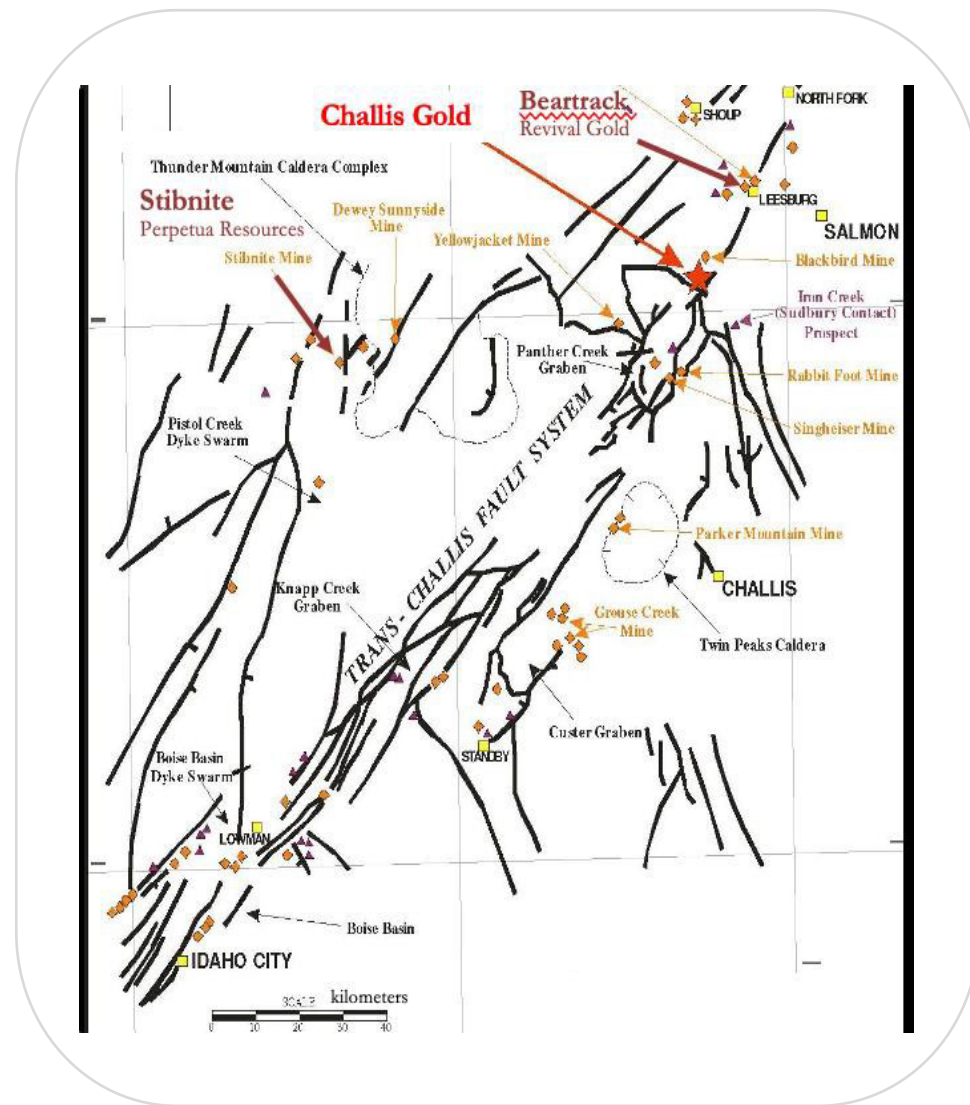 Challis Gold
Beartrack,
Revival Gold
NORTH FORK
SHOUP
Thunder Mountain Caldera Complex
Stibnite
Perpetua Resources
Stibnite Mine
Dewey Sunnyside
Mine
Yellowjacket Mine
LEESBURG
SALMON
Blackbird Mine
Iron Creek
(Sudbury Contact)
Prospect
Panther Creek
Graben
Rabbit Foot Mine
Singheiser Mine
Pistol Creek
Dyke Swarm
TRANS - CHALLIS FAULT SYSTEM
Parker Mountain Mine
CHALLIS
Knapp Creek
Graben
Grouse Creek
Mine
Twin Peaks Caldera
Custer Graben
STANDBY
Boise Basin
Dyke Swarm
LOWMAN
Boise Basin
IDAHO CITY
SCALE kilometers
0 10 20 30 40